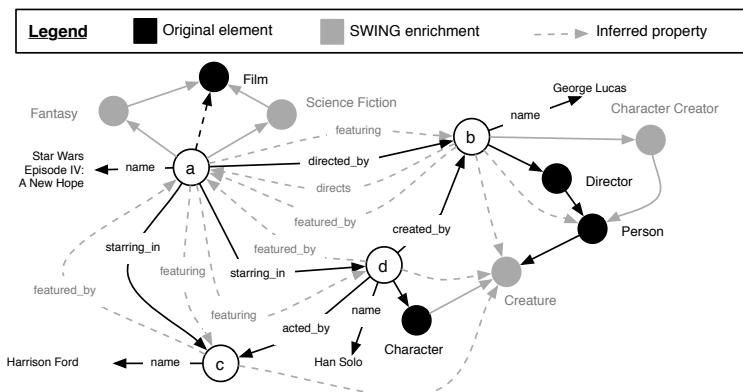 Legend
Original element
SWING enrichment
Inferred property
Film
Fantasy
Science Fiction
George Lucas
name
Character Creator
featuring
b
Star Wars
Episode IV:
A New Hope
name
a
directed_by
directs
Director
featured_by
created_by
Person
starring_in
featured_by
starring_in
d
featuring
Creature
featured_by
featuring
name
acted_by
Character
Harrison Ford
name
c
Han Solo